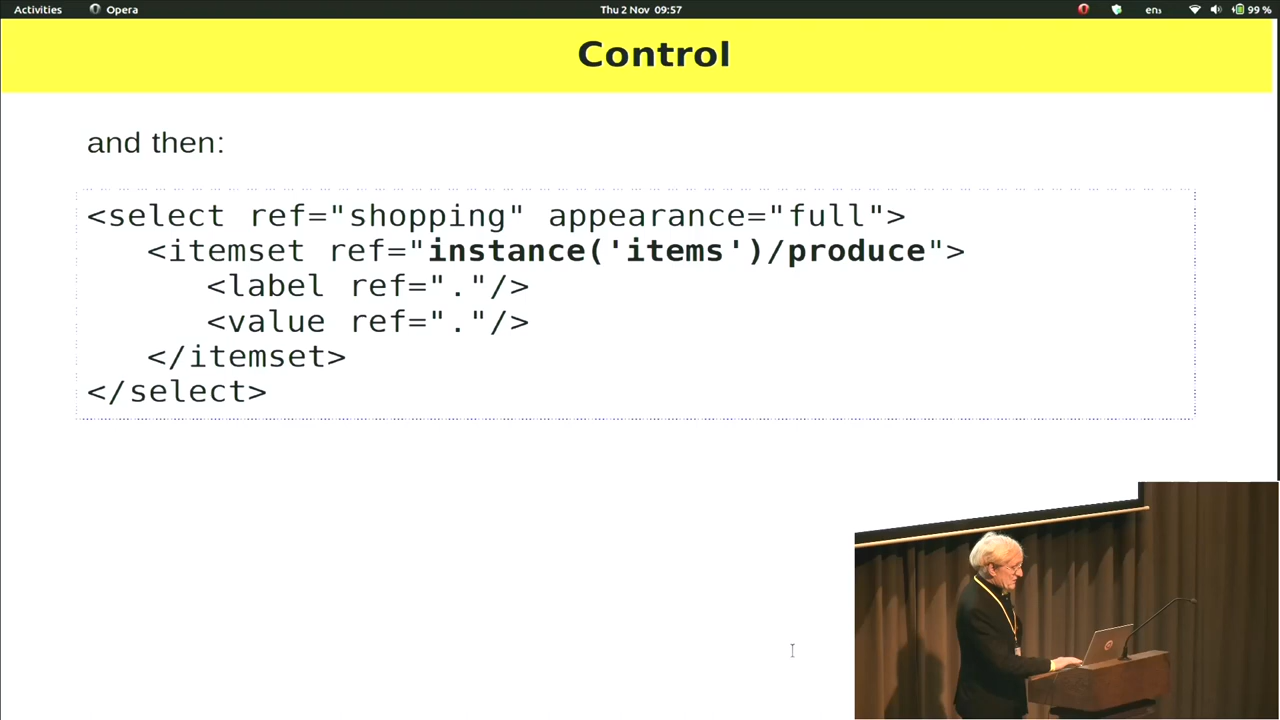 Activities Opera Thu 2 Nov 09:57 en₃ 99 %
Control
and then:
<select ref="shopping" appearance="full">
<itemset ref="instance('items')/produce">
<label ref="."/>
<value ref="."/>
</itemset>
</select>